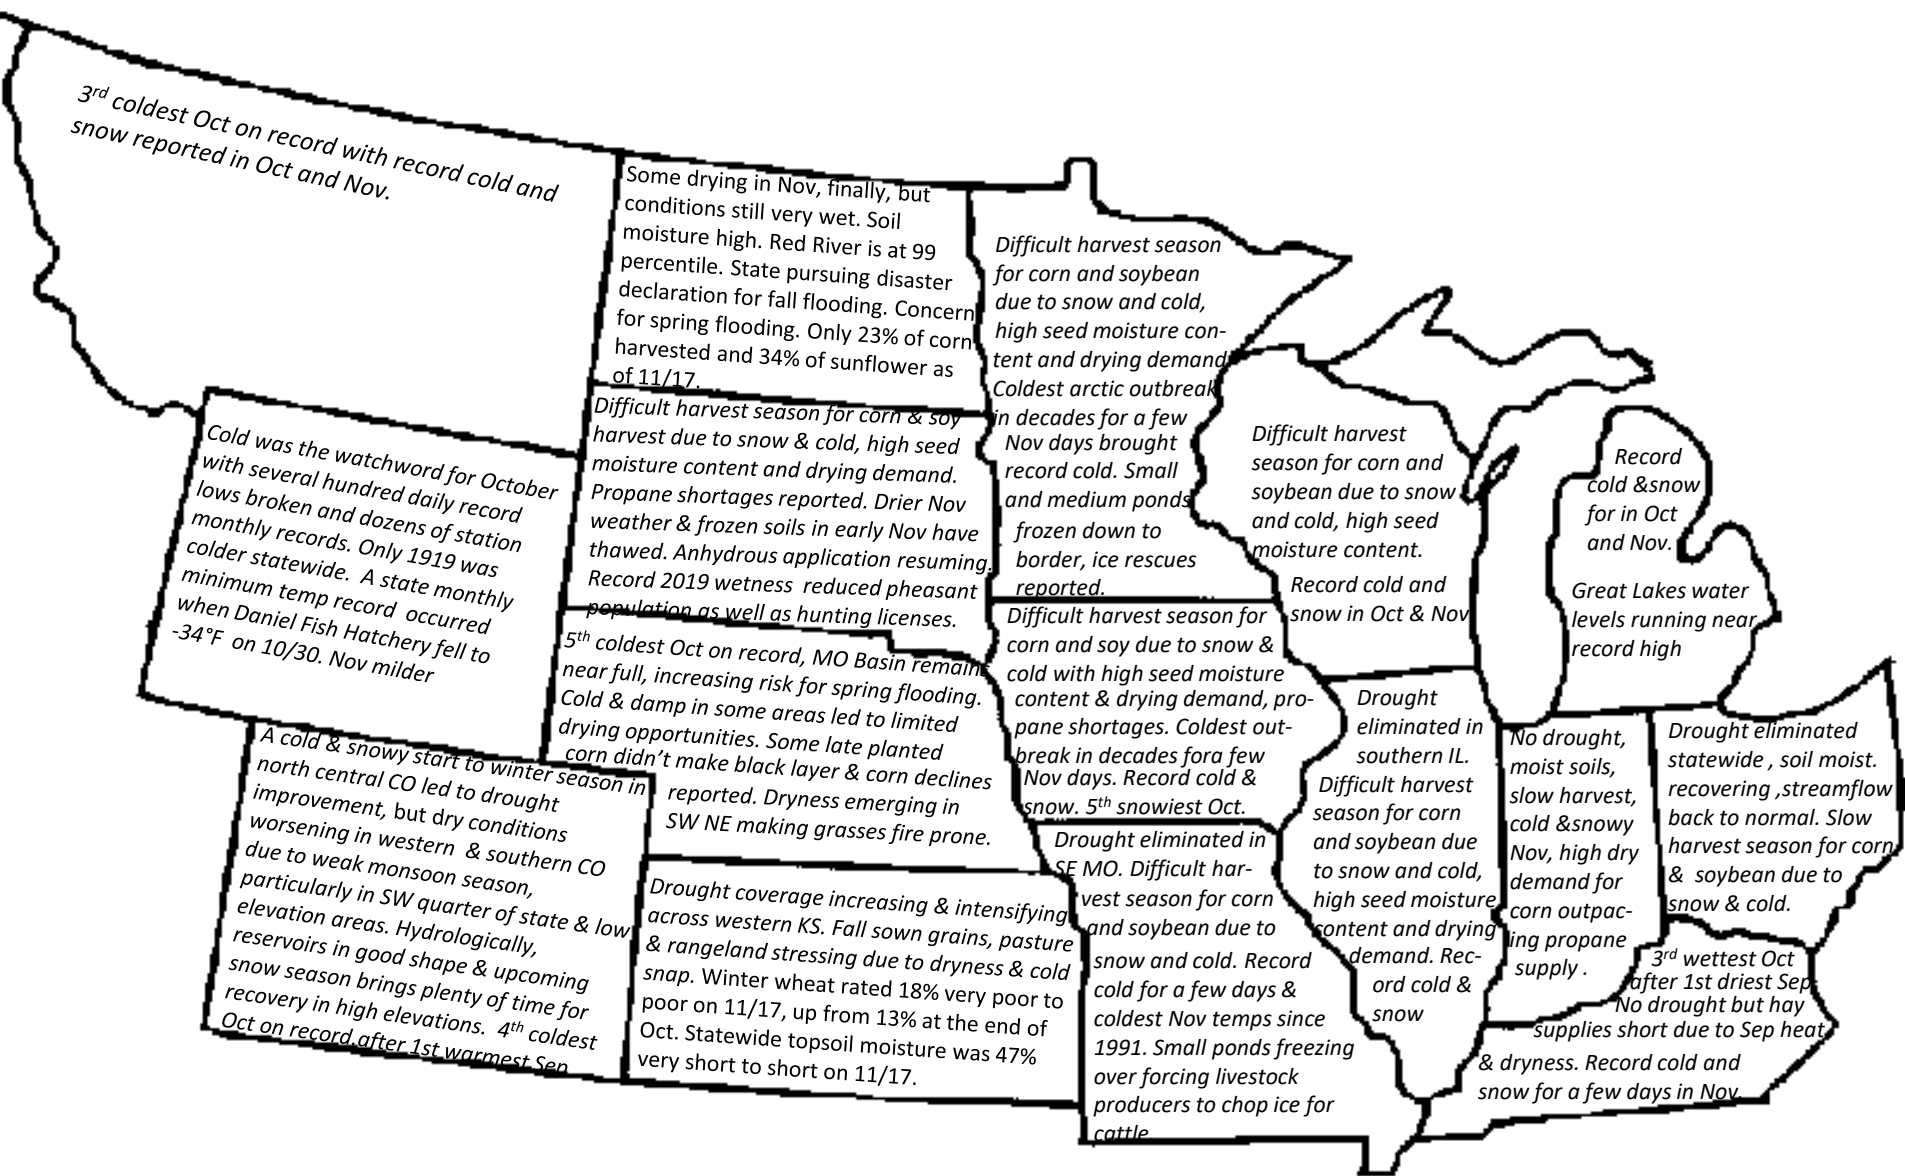 3rd coldest Oct on record with record cold and
snow reported in Oct and Nov.
Some drying in Nov, finally, but
conditions still very wet. Soil
moisture high. Red River is at 99
percentile. State pursuing disaster
declaration for fall flooding. Concern
for spring flooding. Only 23% of corn
harvested and 34% of sunflower as
of 11/17.
Difficult harvest season
for corn and soybean
due to snow and cold,
high seed moisture con-
tent and drying demand
Coldest arctic outbreak
in decades for a few
Nov days brought
record cold. Small
and medium ponds
frozen down to
border, ice rescues
reported.
Difficult harvest
season for corn and
soybean due to snow
and cold, high seed
moisture content.
Record cold and
snow in Oct & Nov
Record
cold &snow
for in Oct
and Nov.
Great Lakes water
levels running near
record high
Cold was the watchword for October
with several hundred daily record
lows broken and dozens of station
monthly records. Only 1919 was
colder statewide. A state monthly
minimum temp record occurred
when Daniel Fish Hatchery fell to
-34°F on 10/30. Nov milder
Difficult harvest season for corn & soy
harvest due to snow & cold, high seed
moisture content and drying demand.
Propane shortages reported. Drier Nov
weather & frozen soils in early Nov have
thawed. Anhydrous application resuming.
Record 2019 wetness reduced pheasant
population as well as hunting licenses.
5th coldest Oct on record, MO Basin remains
near full, increasing risk for spring flooding.
Cold & damp in some areas led to limited
drying opportunities. Some late planted
corn didn't make black layer & corn declines
reported. Dryness emerging in
SW NE making grasses fire prone.
Difficult harvest season for
corn and soy due to snow &
cold with high seed moisture
content & drying demand, pro-
pane shortages. Coldest out-
break in decades fora few
Nov days. Record cold &
snow. 5th snowiest Oct.
A cold & snowy start to winter season in
north central CO led to drought
improvement, but dry conditions
worsening in western & southern CO
due to weak monsoon season,
particularly in SW quarter of state & low
elevation areas. Hydrologically,
reservoirs in good shape & upcoming
snow season brings plenty of time for
recovery in high elevations. 4th coldest
Oct on record after 1st warmest Sep
Drought coverage increasing & intensifying
across western KS. Fall sown grains, pasture
& rangeland stressing due to dryness & cold
snap. Winter wheat rated 18% very poor to
poor on 11/17, up from 13% at the end of
Oct. Statewide topsoil moisture was 47%
very short to short on 11/17.
Drought eliminated in
SE MO. Difficult har-
vest season for corn
and soybean due to
snow and cold. Record
cold for a few days &
coldest Nov temps since
1991. Small ponds freezing
over forcing livestock
producers to chop ice for
cattle
Drought
eliminated in
southern IL.
Difficult harvest
season for corn
and soybean due
to snow and cold,
high seed moisture
content and drying
demand. Rec-
ord cold &
snow
No drought,
moist soils,
slow harvest,
cold &snowy
Nov, high dry
demand for
corn outpac-
ing propane
supply .
Drought eliminated
statewide , soil moist.
recovering ,streamflow
back to normal. Slow
harvest season for corn
& soybean due to
snow & cold.
3rd wettest Oct
after 1st driest Sep.
No drought but hay
supplies short due to Sep heat
& dryness. Record cold and
snow for a few days in Nov.